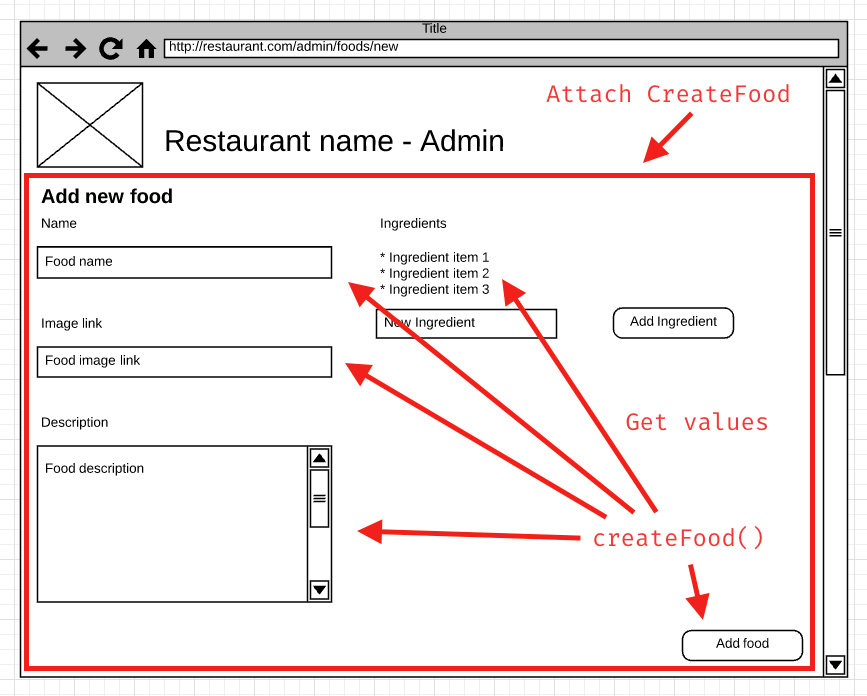 Title
http://restaurant.com/admin/foods/new
Attach CreateFood
Restaurant name - Admin
Add new food
Name
Ingredients
Food name
* Ingredient item 1
* Ingredient item 2
* Ingredient item 3
New Ingredient
Add Ingredient
Image link
Food image link
Get values
Description
Food description
createFood()
Add food